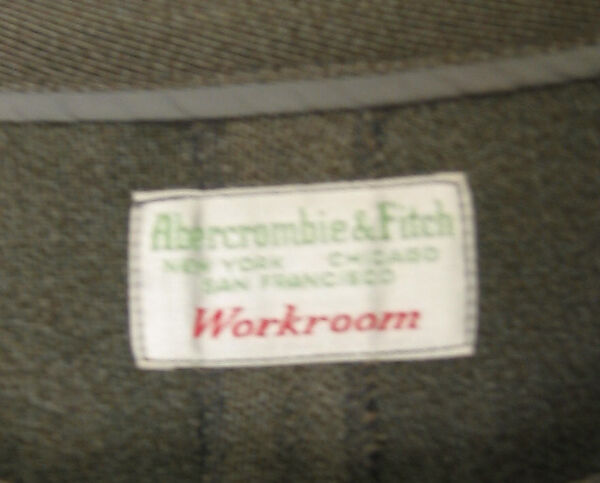 Abercrombie & Fitch
NEW YORK CHICAGO
SAN FRANCISCO
Workroom